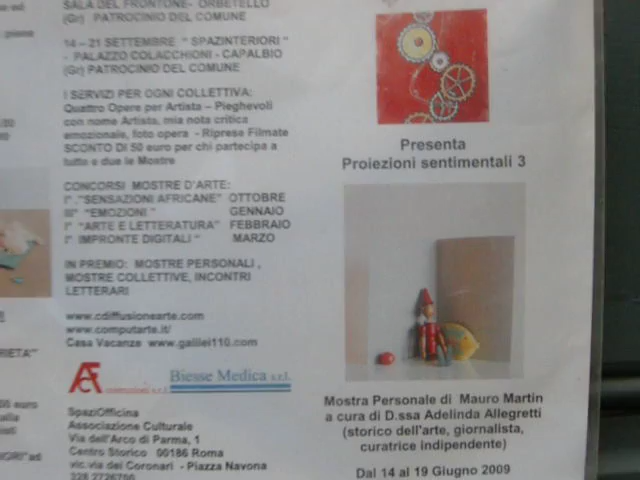 SALA DEL FRONTONE- ORBETELLO
(Gr) PATROCINIO DEL COMUNE
14 – 21 SETTEMBRE " SPAZINTERIORI "
- PALAZZO COLACCHIONI - CAPALBIO
(Gr) PATROCINIO DEL COMUNE
I SERVIZI PER OGNI COLLETTIVA:
Quattro Opere per Artista – Pieghevoli
con nome Artista, mia nota critica
emozionale, foto opera - Riprese Filmate
SCONTO DI 50 euro per chi partecipa a
tutte e due le Mostre
CONCORSI MOSTRE D'ARTE:
I° "SENSAZIONI AFRICANE" OTTOBRE
III° "EMOZIONI " GENNAIO
I° "ARTE E LETTERATURA" FEBBRAIO
I° IMPRONTE DIGITALI " MARZO
IN PREMIO: MOSTRE PERSONALI ,
MOSTRE COLLETTIVE, INCONTRI
LETTERARI
www.cdiffusionearte.com
www.computarte.it/
Casa Vacanze www.galilei110.com
Biesse Medica s.r.l.
SpaziOfficina
Associazione Culturale
Via dell'Arco di Parma, 1
Centro Storico 00186 Roma
vic.via dei Coronari - Piazza Navona
Presenta
Proiezioni sentimentali 3
Mostra Personale di Mauro Martin
a cura di D.ssa Adelinda Allegretti
(storico dell'arte, giornalista,
curatrice indipendente)
Dal 14 al 19 Giugno 2009